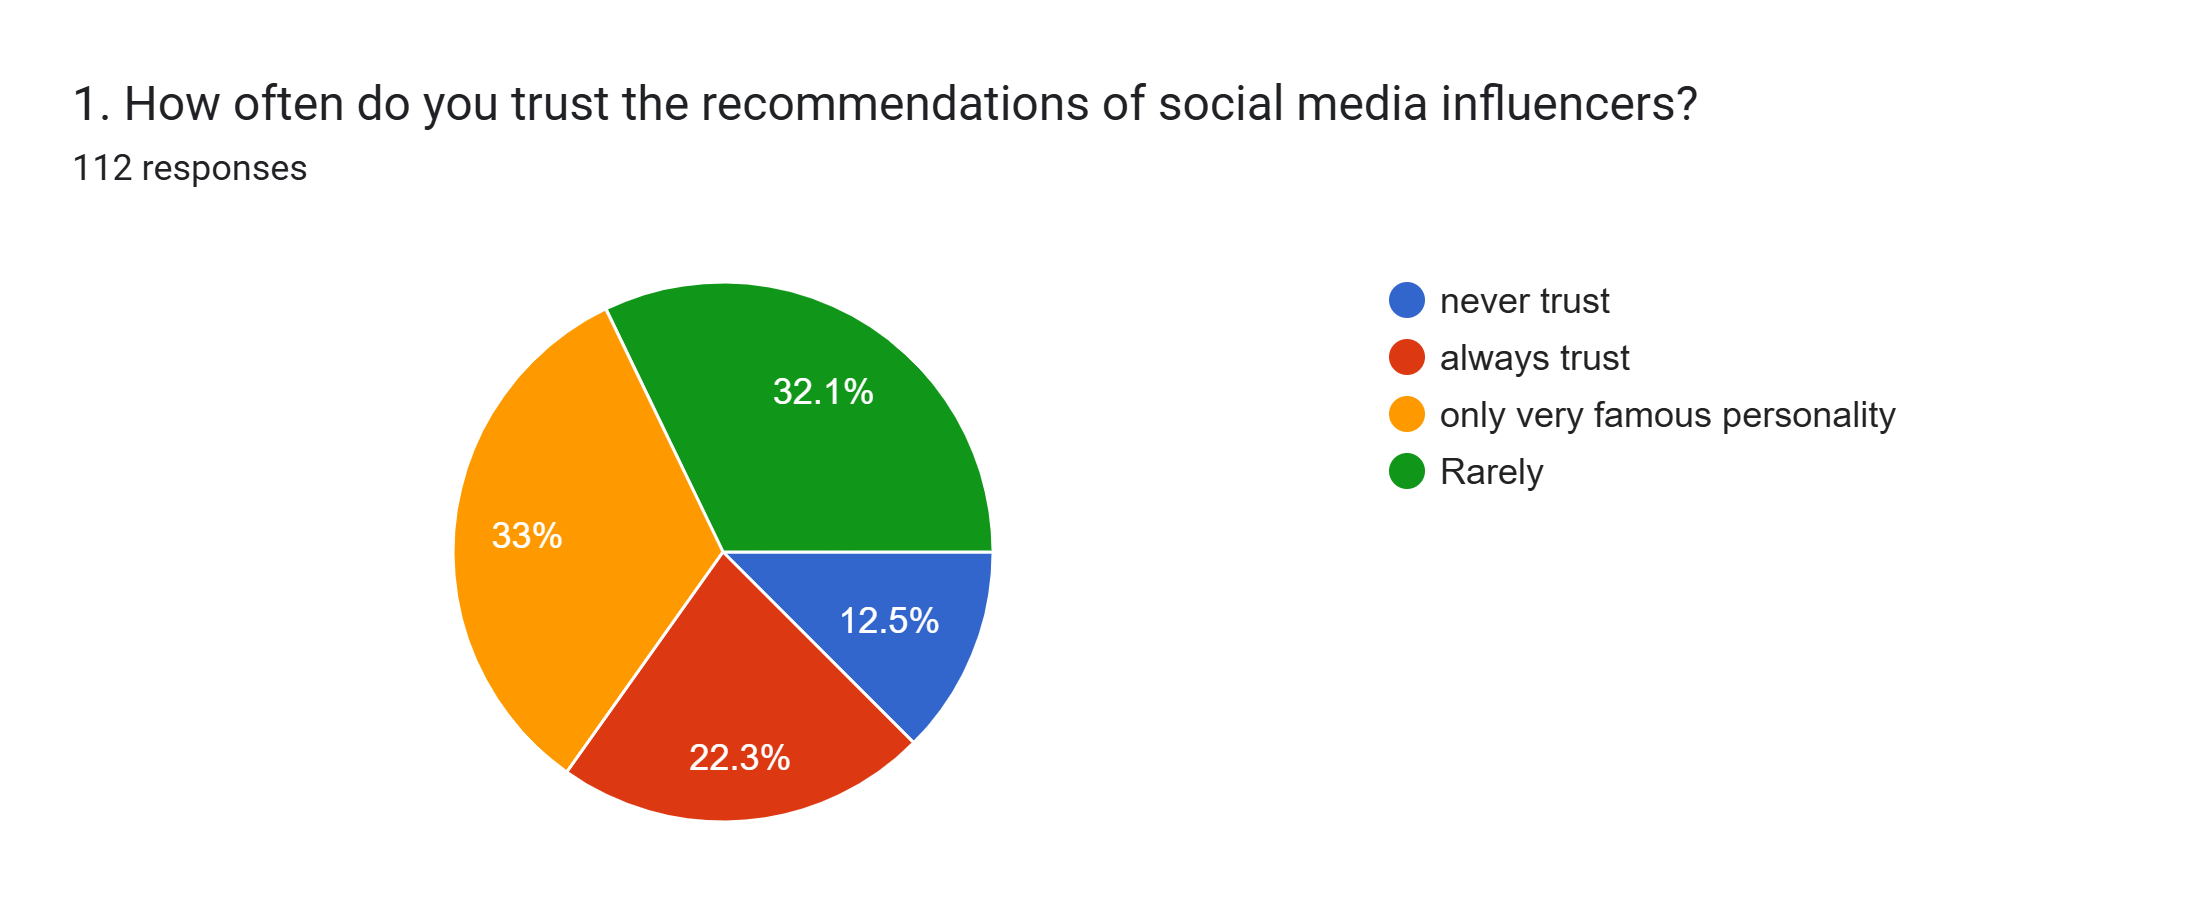 1. How often do you trust the recommendations of social media influencers?
112 responses
32.1%
33%
12.5%
22.3%
never trust
always trust
only very famous personality
Rarely